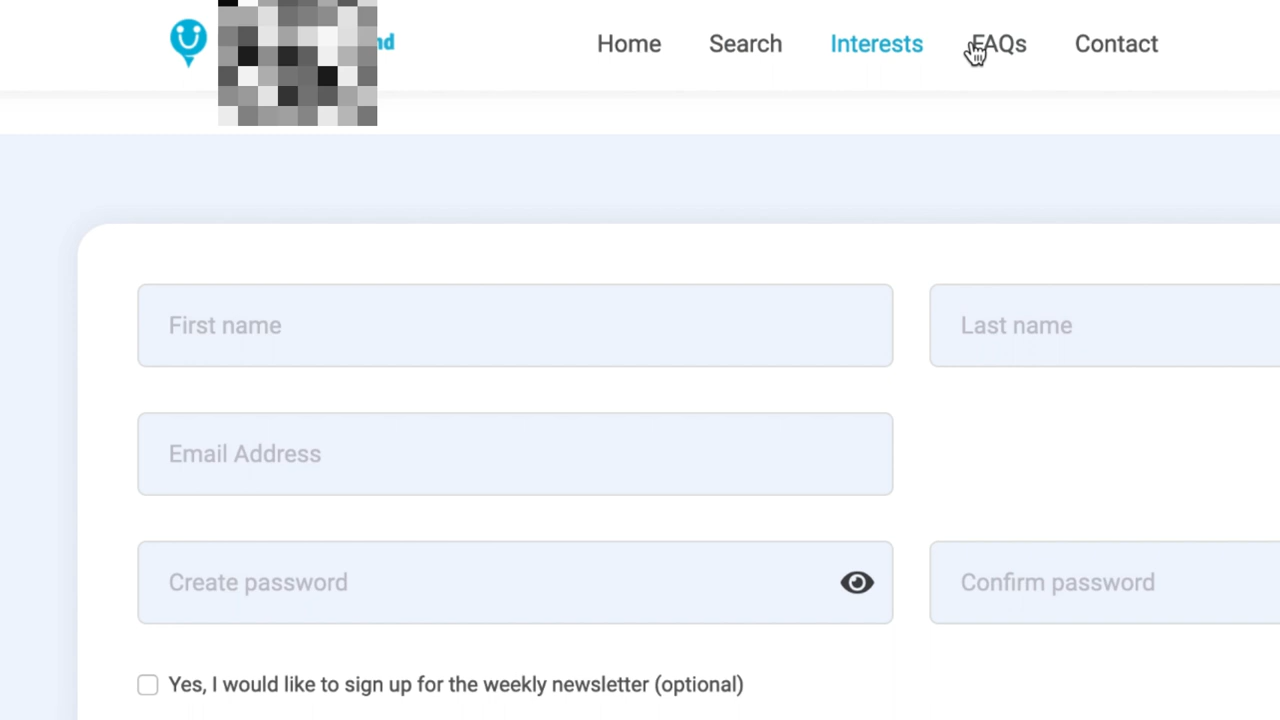 Home Search Interests FAQs Contact
First name Last name
Email Address
Create password Confirm password
Yes, I would like to sign up for the weekly newsletter (optional)